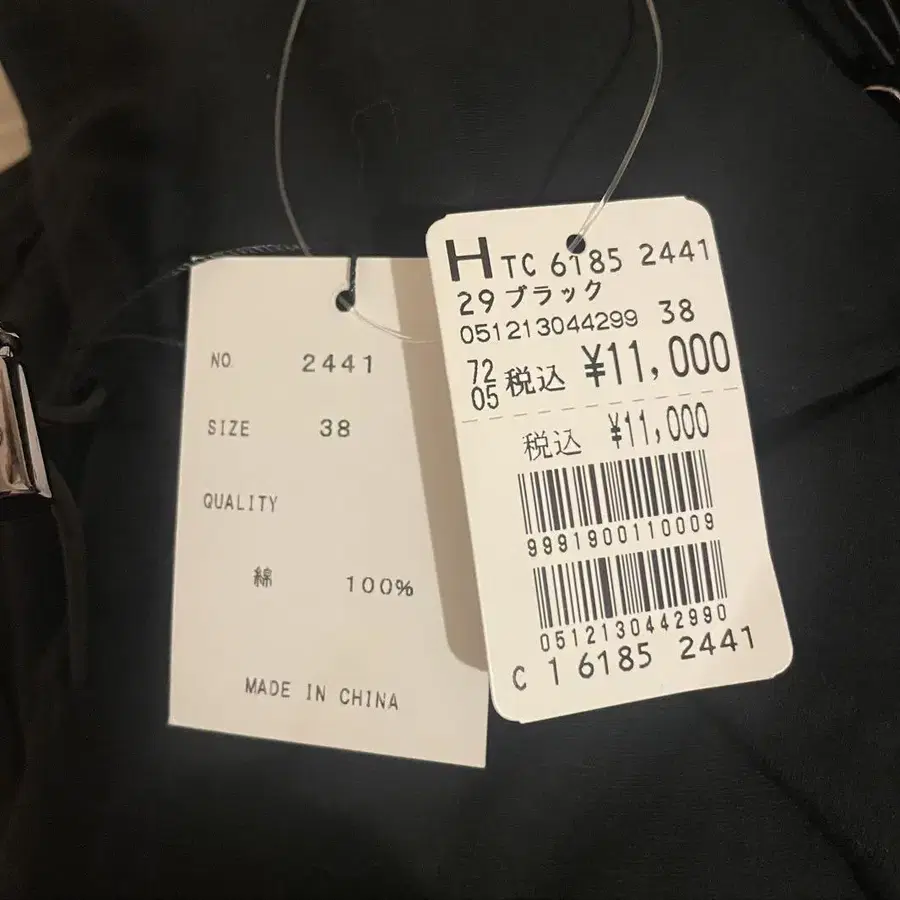 NO. 2441
SIZE 38
QUALITY
綿 100%
MADE IN CHINA
H TC 6185 2441
29 ブラック
051213044299 38
72
05 税込 ¥11,000
税込 ¥11,000
9991900110009
0512130442990
C 1 6185 2441